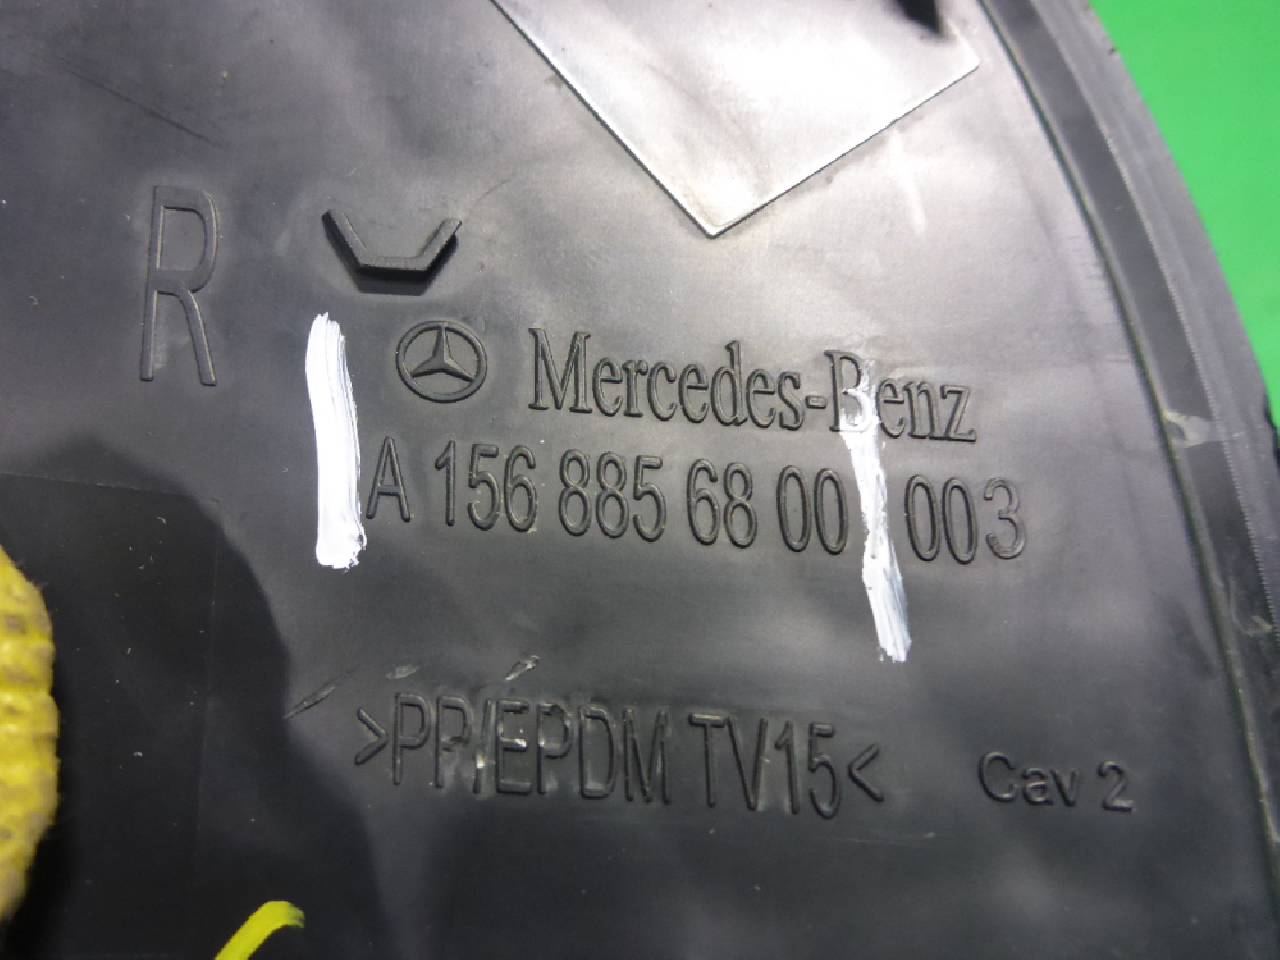 R
Mercedes-Benz
A 156 885 68 00 003
>PP/EPDM TV15<
Cav 2